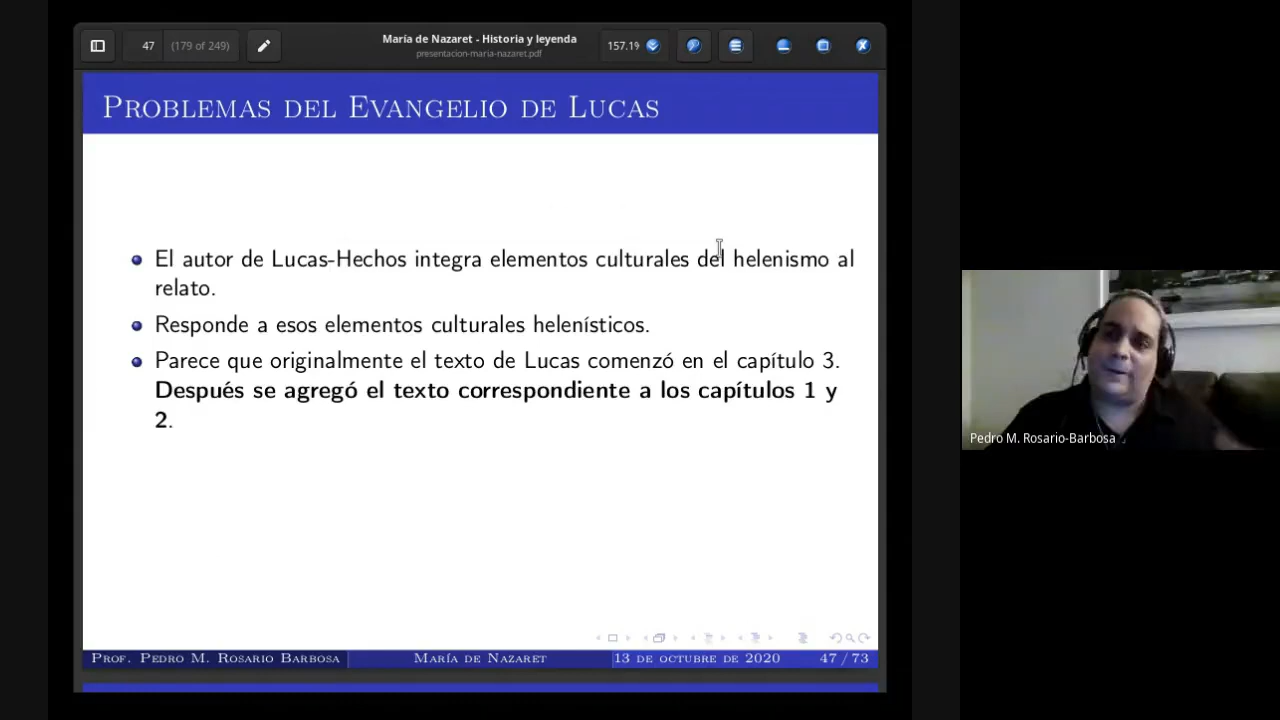 47 (179 of 249)
María de Nazaret - Historia y leyenda
presentacion-maria-nazaret.pdf
157.19
Problemas del Evangelio de Lucas
El autor de Lucas-Hechos integra elementos culturales del helenismo al
relato.
Responde a esos elementos culturales helenísticos.
Parece que originalmente el texto de Lucas comenzó en el capítulo 3.
Después se agregó el texto correspondiente a los capítulos 1 y
2.
Prof. Pedro M. Rosario Barbosa María de Nazaret 13 de octubre de 2020 47 / 73
Pedro M. Rosario-Barbosa